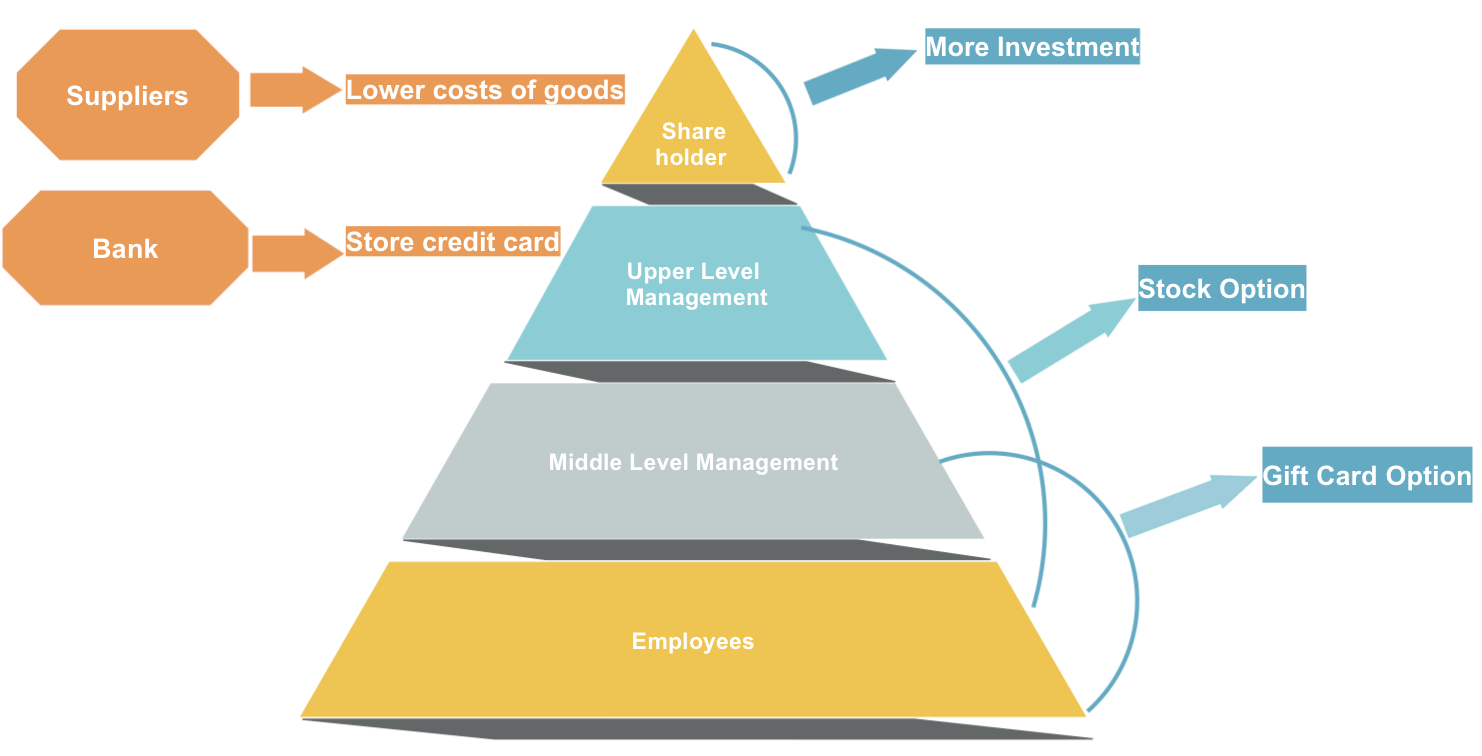 Suppliers
Lower costs of goods
More Investment
Share
holder
Bank
Store credit card
Upper Level
Management
Stock Option
Middle Level Management
Gift Card Option
Employees